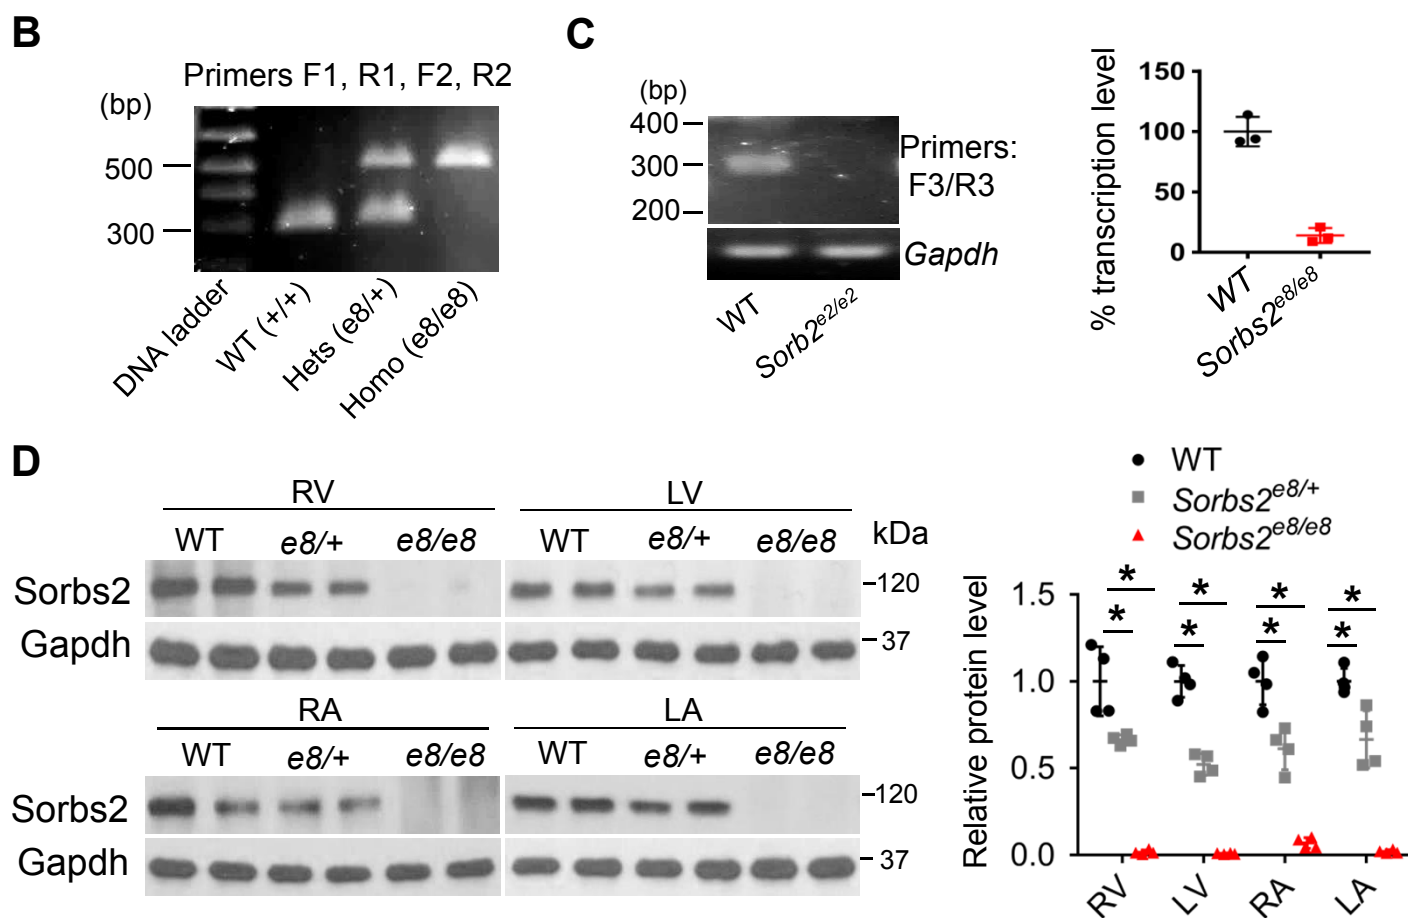 B
Primers F1, R1, F2, R2
(bp)
500
300
DNA ladder
WT (+/+)
Hets (e8/+)
Homo (e8/e8)
C
(bp)
400
300
200
Primers:
F3/R3
Gapdh
WT
Sorb2e2/e2
% transcription level
150
100
50
0
WT
Sorbs2e8/e8
D
RV
LV
WT e8/+ e8/e8
WT e8/+ e8/e8
kDa
Sorbs2
120
Gapdh
37
RA
LA
WT e8/+ e8/e8
WT e8/+ e8/e8
Sorbs2
120
Gapdh
37
WT
Sorbs2e8/+
Sorbs2e8/e8
Relative protein level
1.5
1.0
0.5
0.0
* * * *
* * * *
RV
LV
RA
LA